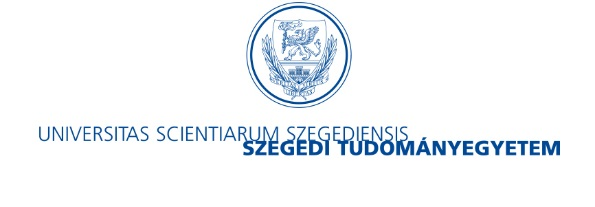 UNIVERSITAS SCIENTIARUM SZEGEDIENSIS
SZEGEDI TUDOMÁNYEGYETEM